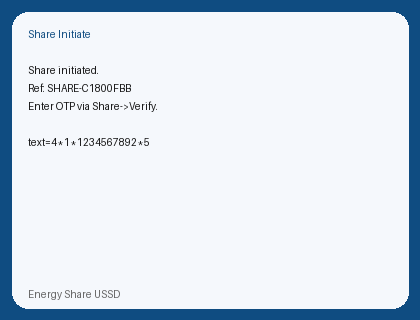 Share Initiate
Share initiated.
Ref: SHARE-C1800FBB
Enter OTP via Share->Verify.
text=4*1*1234567892*5
Energy Share USSD